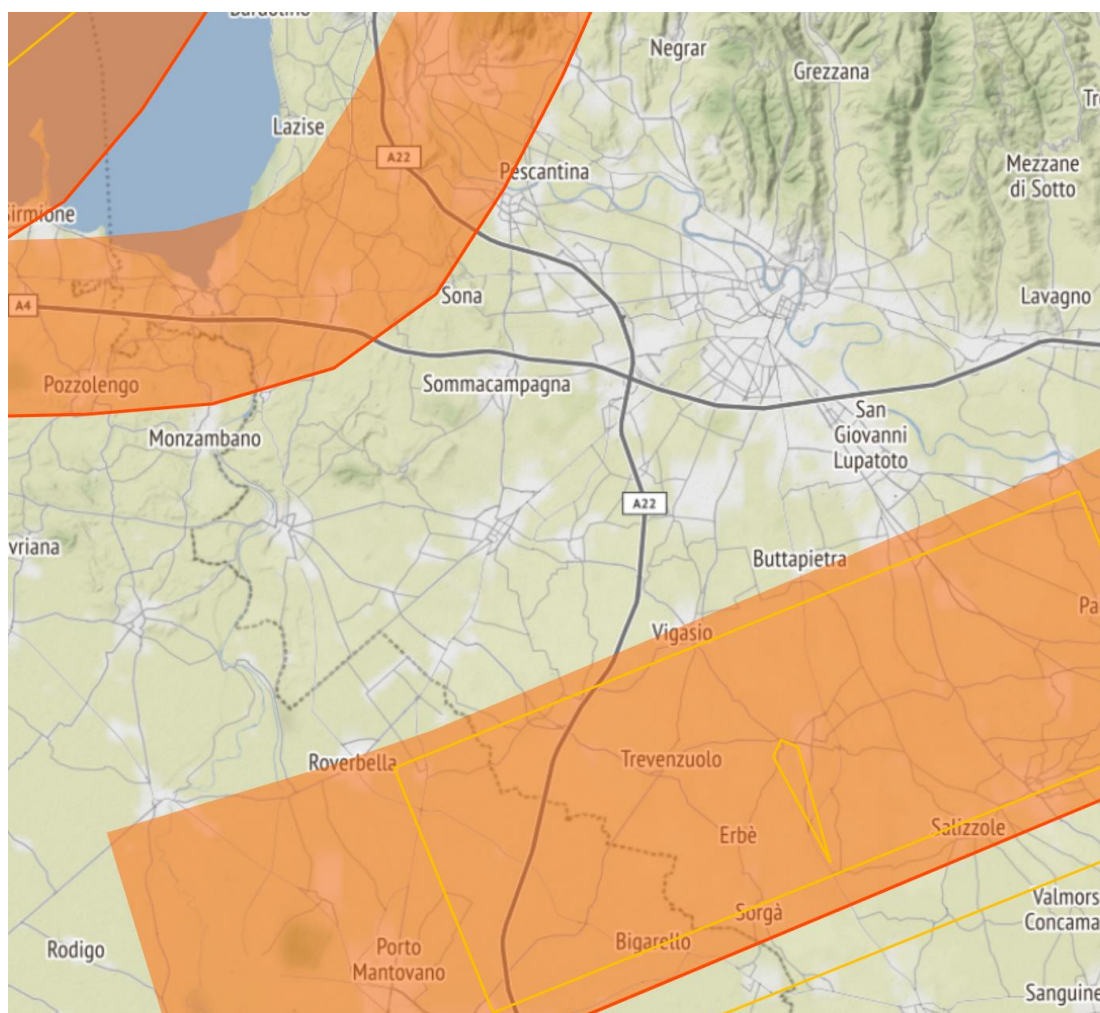 Negrar
Grezzana
Lazise
A22
Pescantina
Mezzane
di Sotto
A4
Sona
Lavagno
Pozzolengo
Sommacampagna
Monzambano
San
Giovanni
Lupatoto
A22
vriana
Buttapietra
Vigasio
Pa
Roverbella
Trevenzuolo
Erbè
Salizzole
Valmors
Concama
Sorgà
Bigarello
Rodigo
Porto
Mantovano
Sanguine